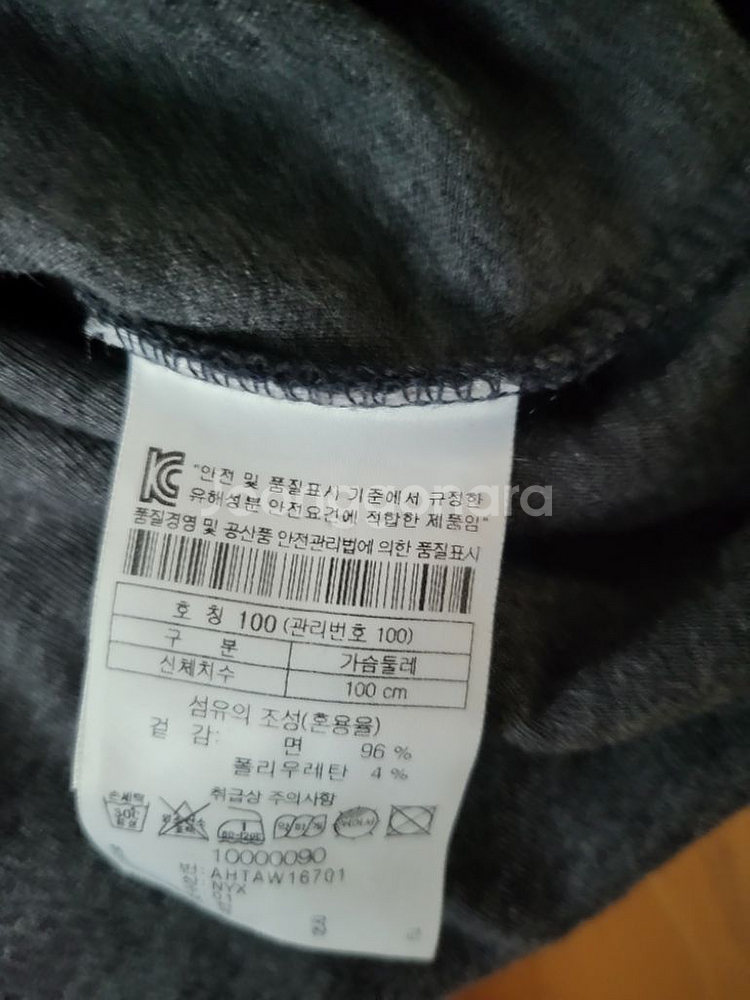 "안전 및 품질표시 기준에서 규정한
유해성분 안전요건에 적합한 제품임"
Joonggonara
품질경영 및 공산품 안전관리법에 의한 품질표시
호 칭 100 (관리번호 100)
구 분 가슴둘레
신체치수 100 cm
섬유의 조성(혼용율)
겉 감: 면 96 %
폴리우레탄 4 %
취급상 주의사항
손세탁
10000090
번: AHTAW16701
NYX